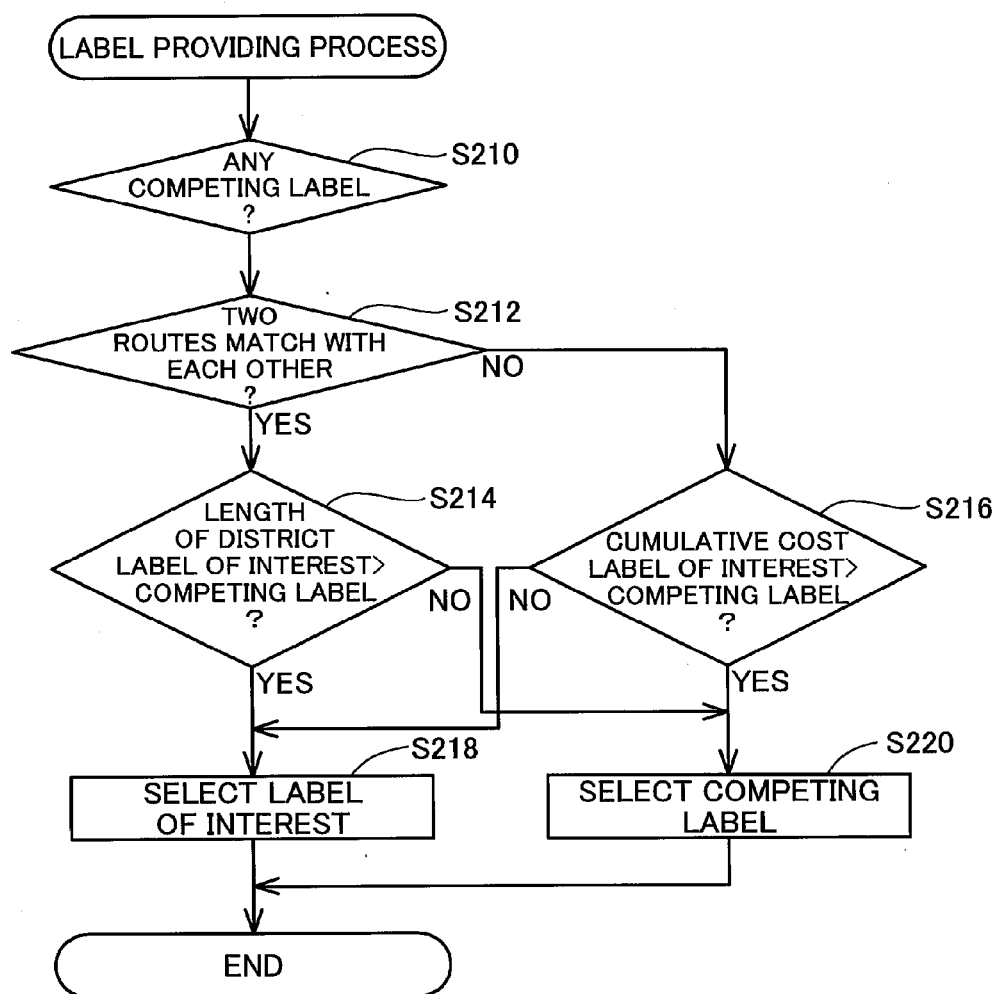 LABEL PROVIDING PROCESS
S210
ANY
COMPETING LABEL
?
S212
TWO
ROUTES MATCH WITH
EACH OTHER
?
NO
YES
S214
LENGTH
OF DISTRICT
LABEL OF INTEREST>
COMPETING LABEL
?
NO
YES
S216
CUMULATIVE COST
LABEL OF INTEREST>
COMPETING LABEL
?
NO
YES
S218
SELECT LABEL
OF INTEREST
S220
SELECT COMPETING
LABEL
END